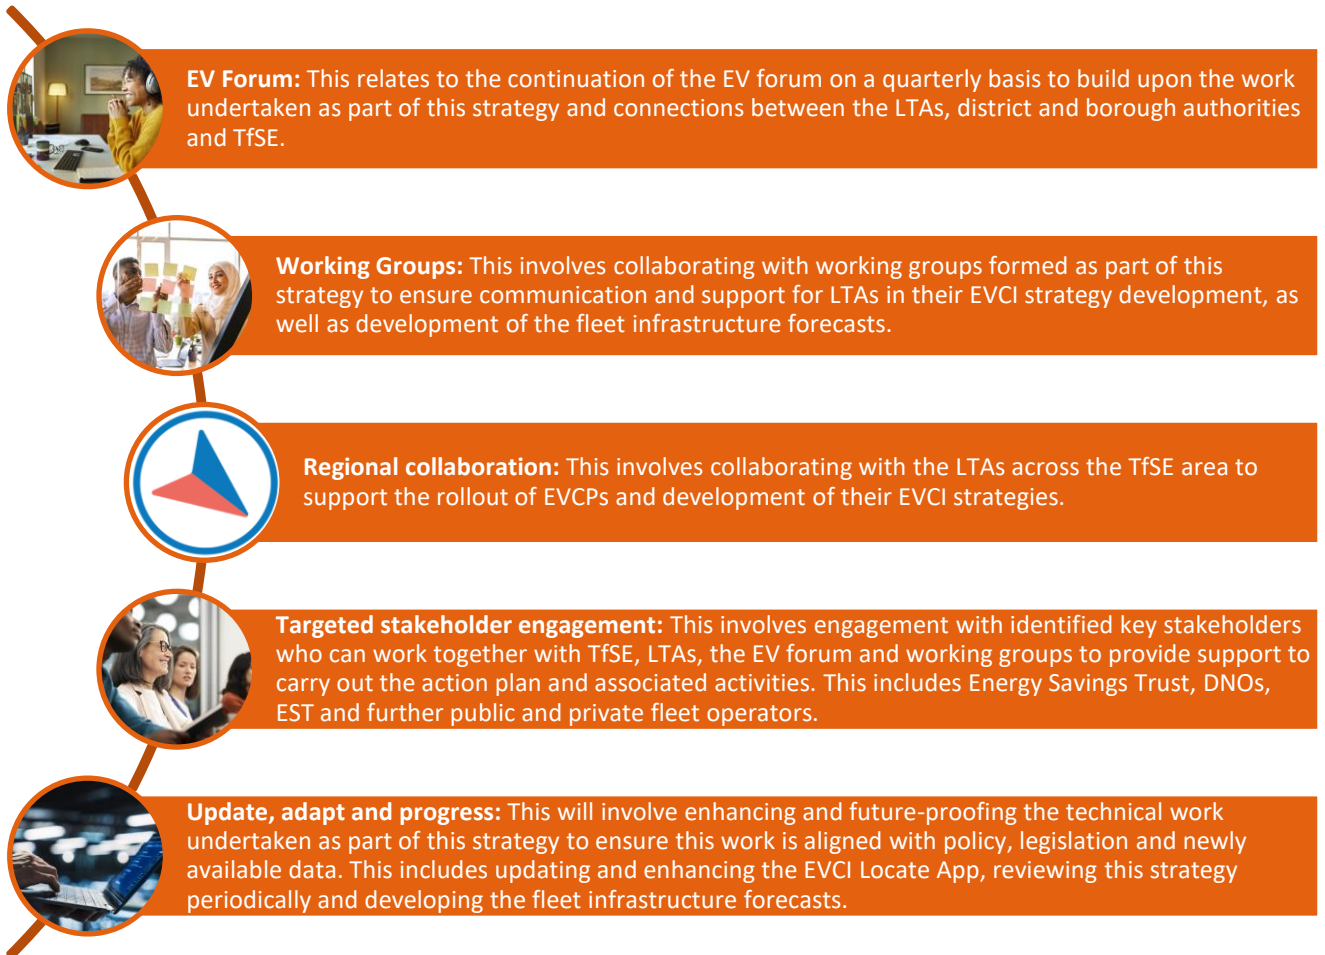 EV Forum: This relates to the continuation of the EV forum on a quarterly basis to build upon the work
undertaken as part of this strategy and connections between the LTAs, district and borough authorities
and TfSE.
Working Groups: This involves collaborating with working groups formed as part of this
strategy to ensure communication and support for LTAs in their EVCI strategy development, as
well as development of the fleet infrastructure forecasts.
Regional collaboration: This involves collaborating with the LTAs across the TfSE area to
support the rollout of EVCPs and development of their EVCI strategies.
Targeted stakeholder engagement: This involves engagement with identified key stakeholders
who can work together with TfSE, LTAs, the EV forum and working groups to provide support to
carry out the action plan and associated activities. This includes Energy Savings Trust, DNOs,
EST and further public and private fleet operators.
Update, adapt and progress: This will involve enhancing and future-proofing the technical work
undertaken as part of this strategy to ensure this work is aligned with policy, legislation and newly
available data. This includes updating and enhancing the EVCI Locate App, reviewing this strategy
periodically and developing the fleet infrastructure forecasts.